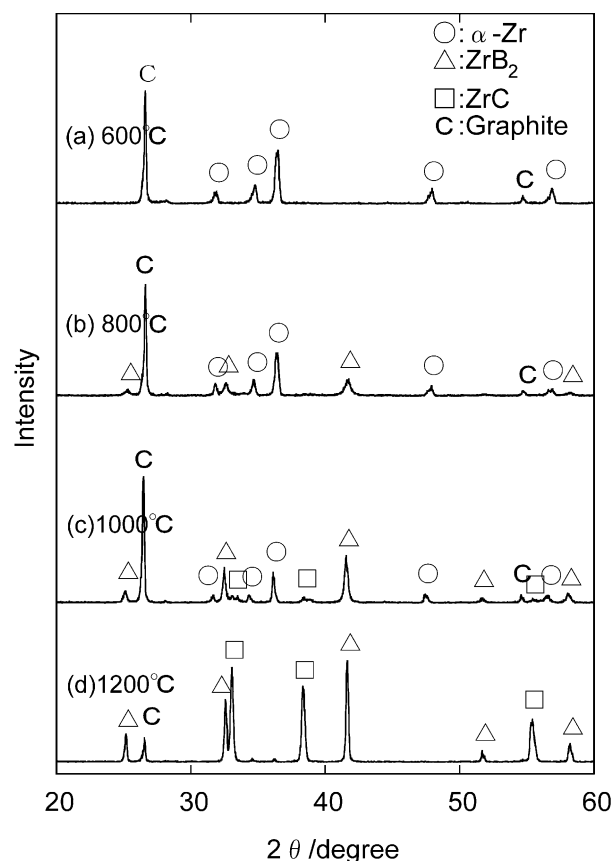 ○: α-Zr
△:ZrB₂
□:ZrC
C:Graphite
C
(a) 600°C
C
C
(b) 800°C
C
C
(c)1000°C
C
(d)1200°C
C
Intensity
20 30 40 50 60
2 θ /degree